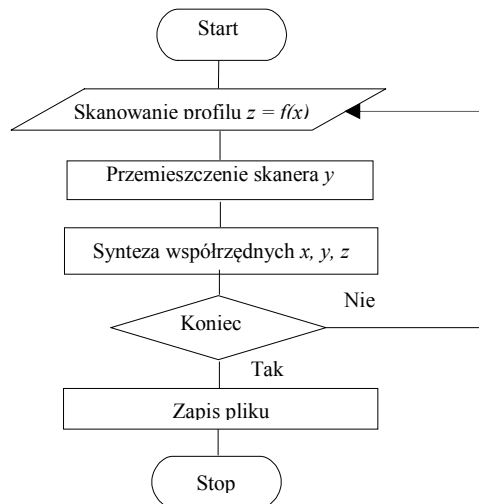 Start
Skanowanie profilu z = f(x)
Przemieszczenie skanera y
Synteza współrzędnych x, y, z
Koniec
Nie
Tak
Zapis pliku
Stop